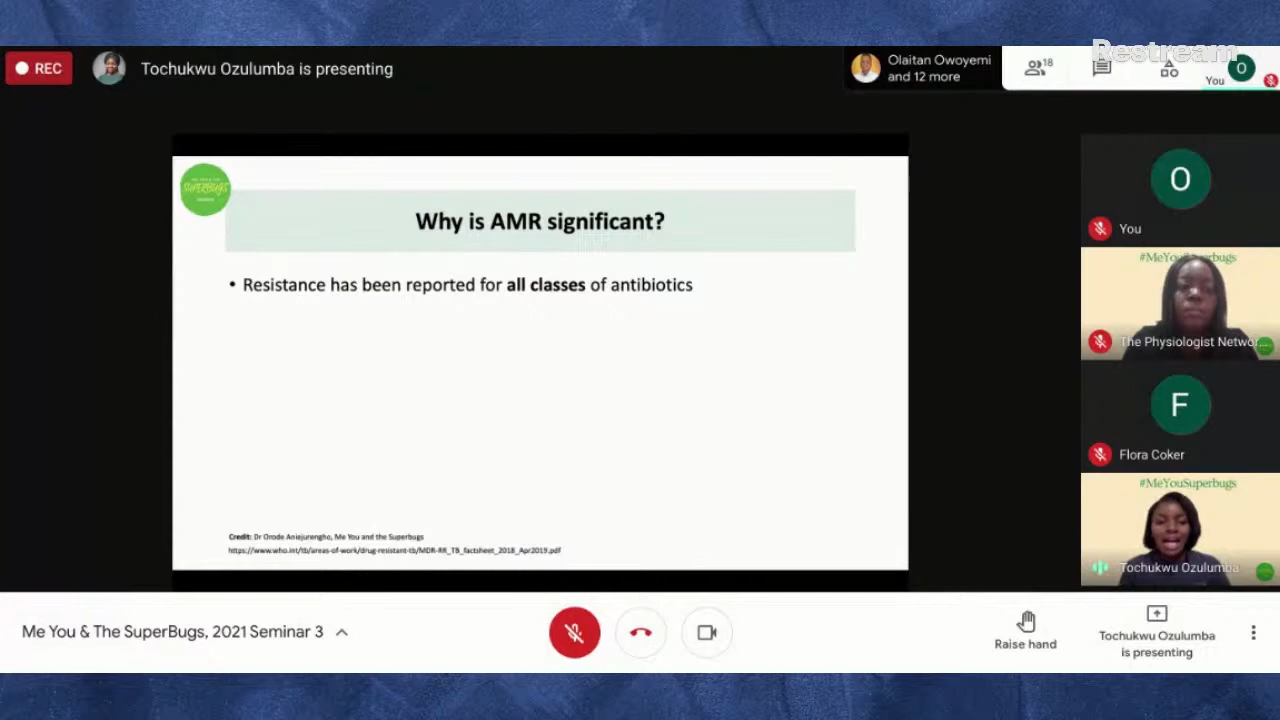 Restream
REC
Tochukwu Ozulumba is presenting
Olaitan Owoyemi
and 12 more
18
You
O
SUPERBUGS
Why is AMR significant?
• Resistance has been reported for all classes of antibiotics
Credit: Dr Orode Aniejurengho, Me You and the Superbugs
https://www.who.int/tb/areas-of-work/drug-resistant-tb/MDR-RR_TB_factsheet_2018_Apr2019.pdf
O
You
#MeYouSuperbugs
The Physiologist Networ...
F
Flora Coker
#MeYouSuperbugs
Tochukwu Ozulumba
Me You & The SuperBugs, 2021 Seminar 3
Raise hand
Tochukwu Ozulumba
is presenting